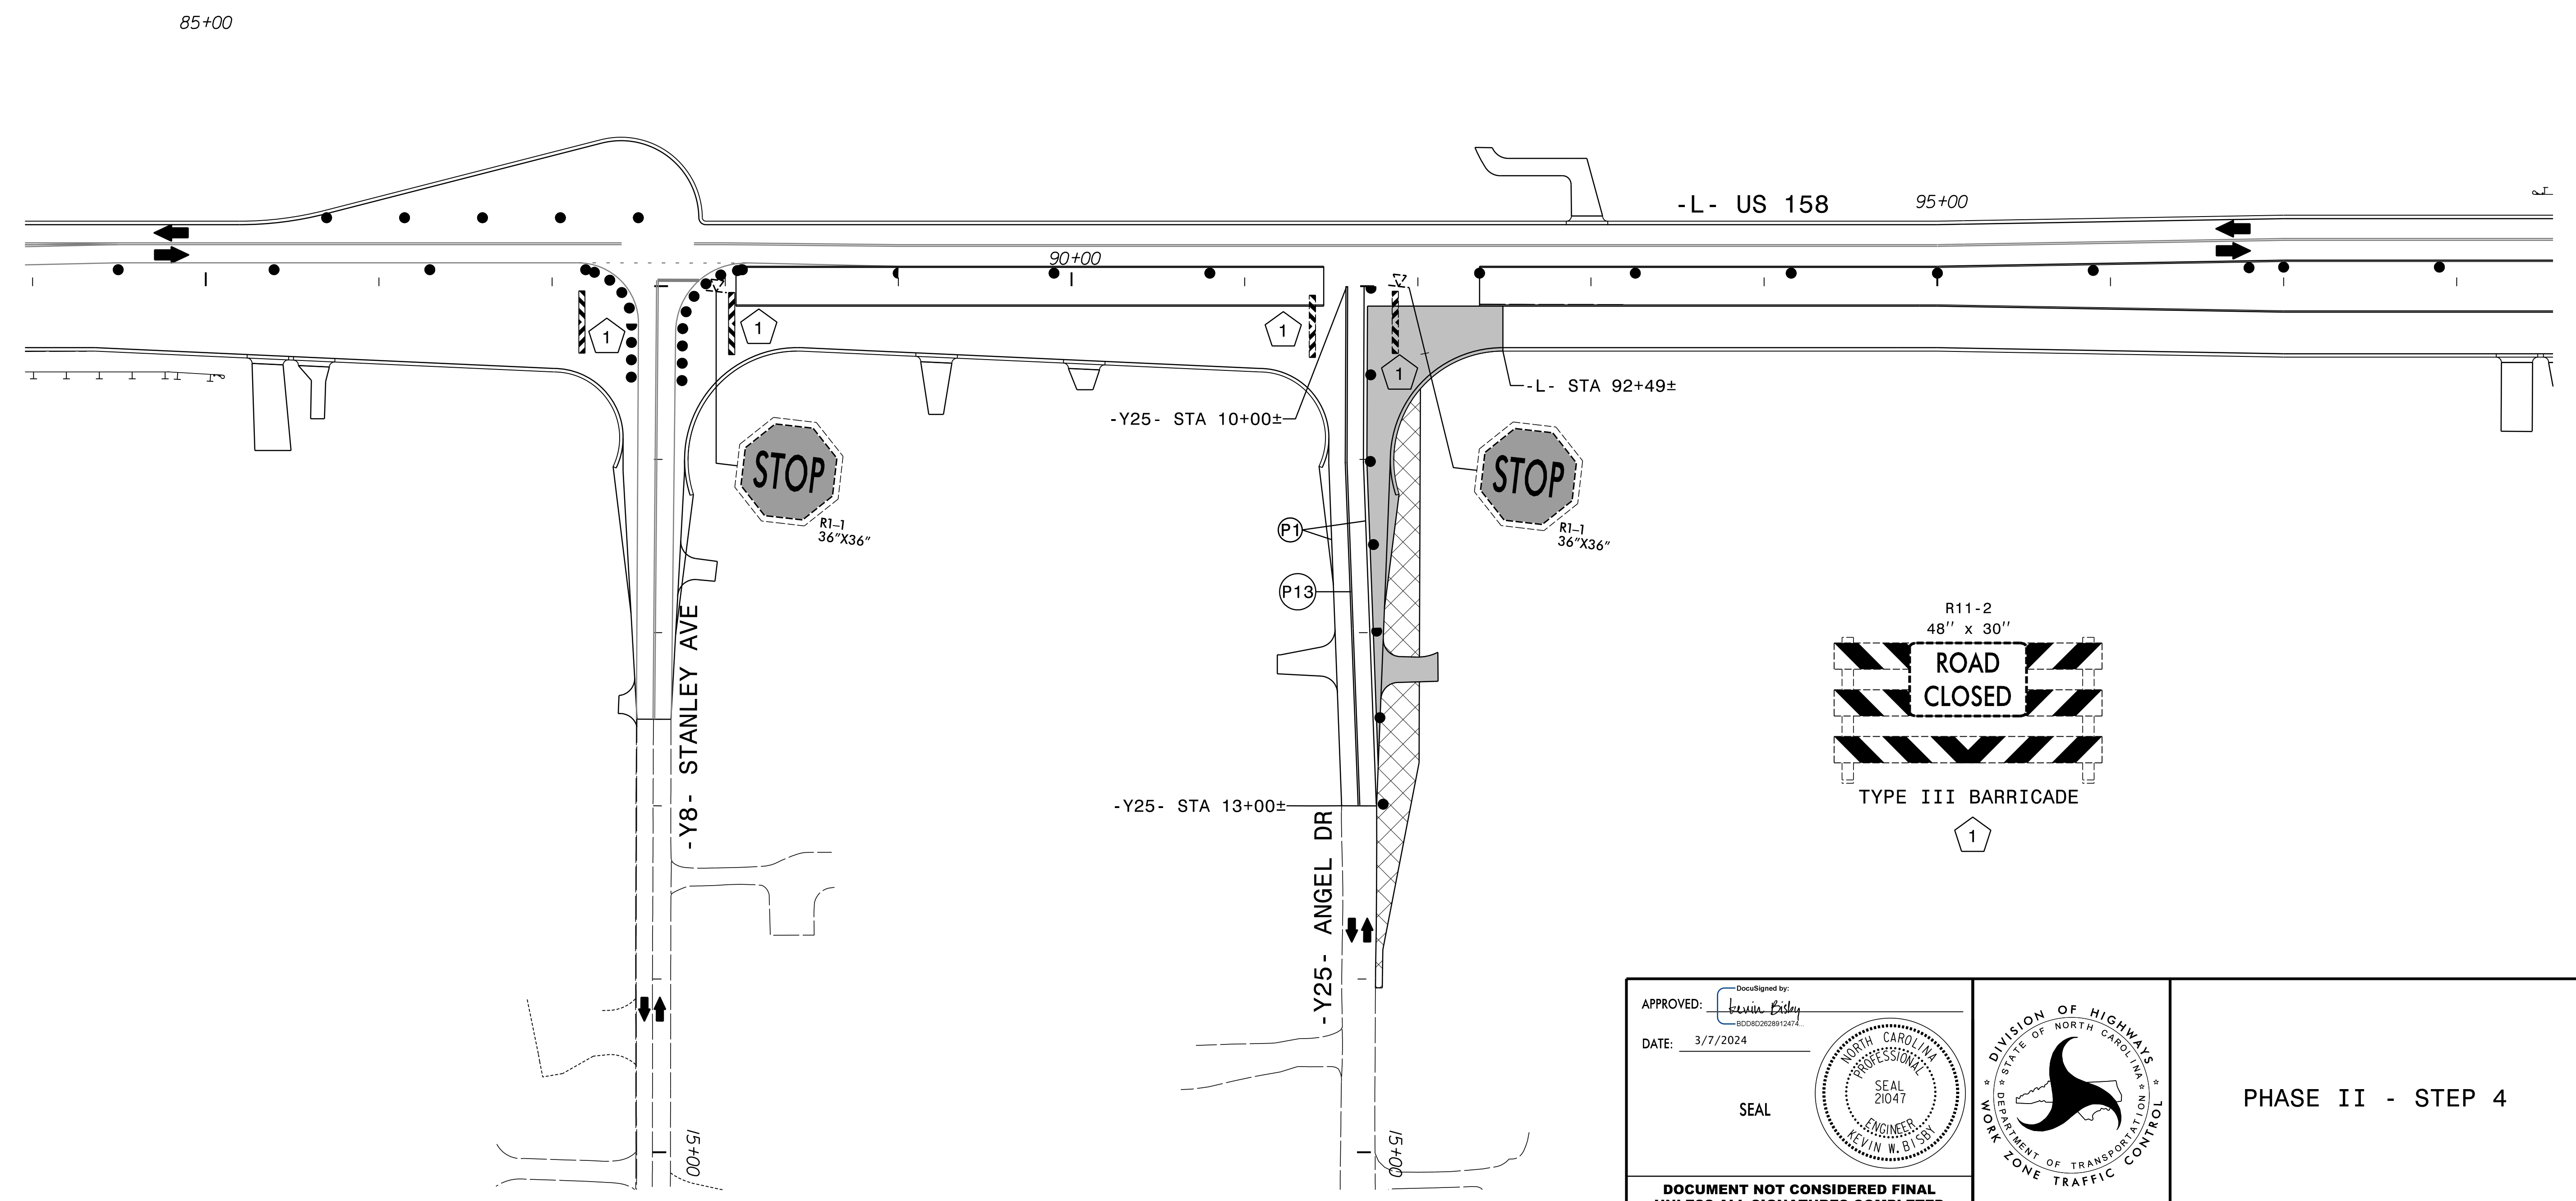 85+00
-L- US 158
95+00
90+00
1
1
1
1
-L- STA 92+49±
-Y25- STA 10+00±
STOP
R1-1
36"X36"
STOP
R1-1
36"X36"
P1
P13
-Y8- STANLEY AVE
R11-2
48'' x 30''
ROAD
CLOSED
TYPE III BARRICADE
1
-Y25- STA 13+00±
-Y25- ANGEL DR
15+00
15+00
APPROVED:
DocuSigned by:
Kevin Bisby
BDD8D2628912474...
DATE: 3/7/2024
SEAL
NORTH CAROLINA
PROFESSIONAL
SEAL
21047
ENGINEER
KEVIN W. BISBY
DOCUMENT NOT CONSIDERED FINAL
UNLESS ALL SIGNATURES COMPLETED
DIVISION OF HIGHWAYS
STATE OF NORTH CAROLINA
DEPARTMENT OF TRANSPORTATION
WORK ZONE TRAFFIC CONTROL
PHASE II - STEP 4